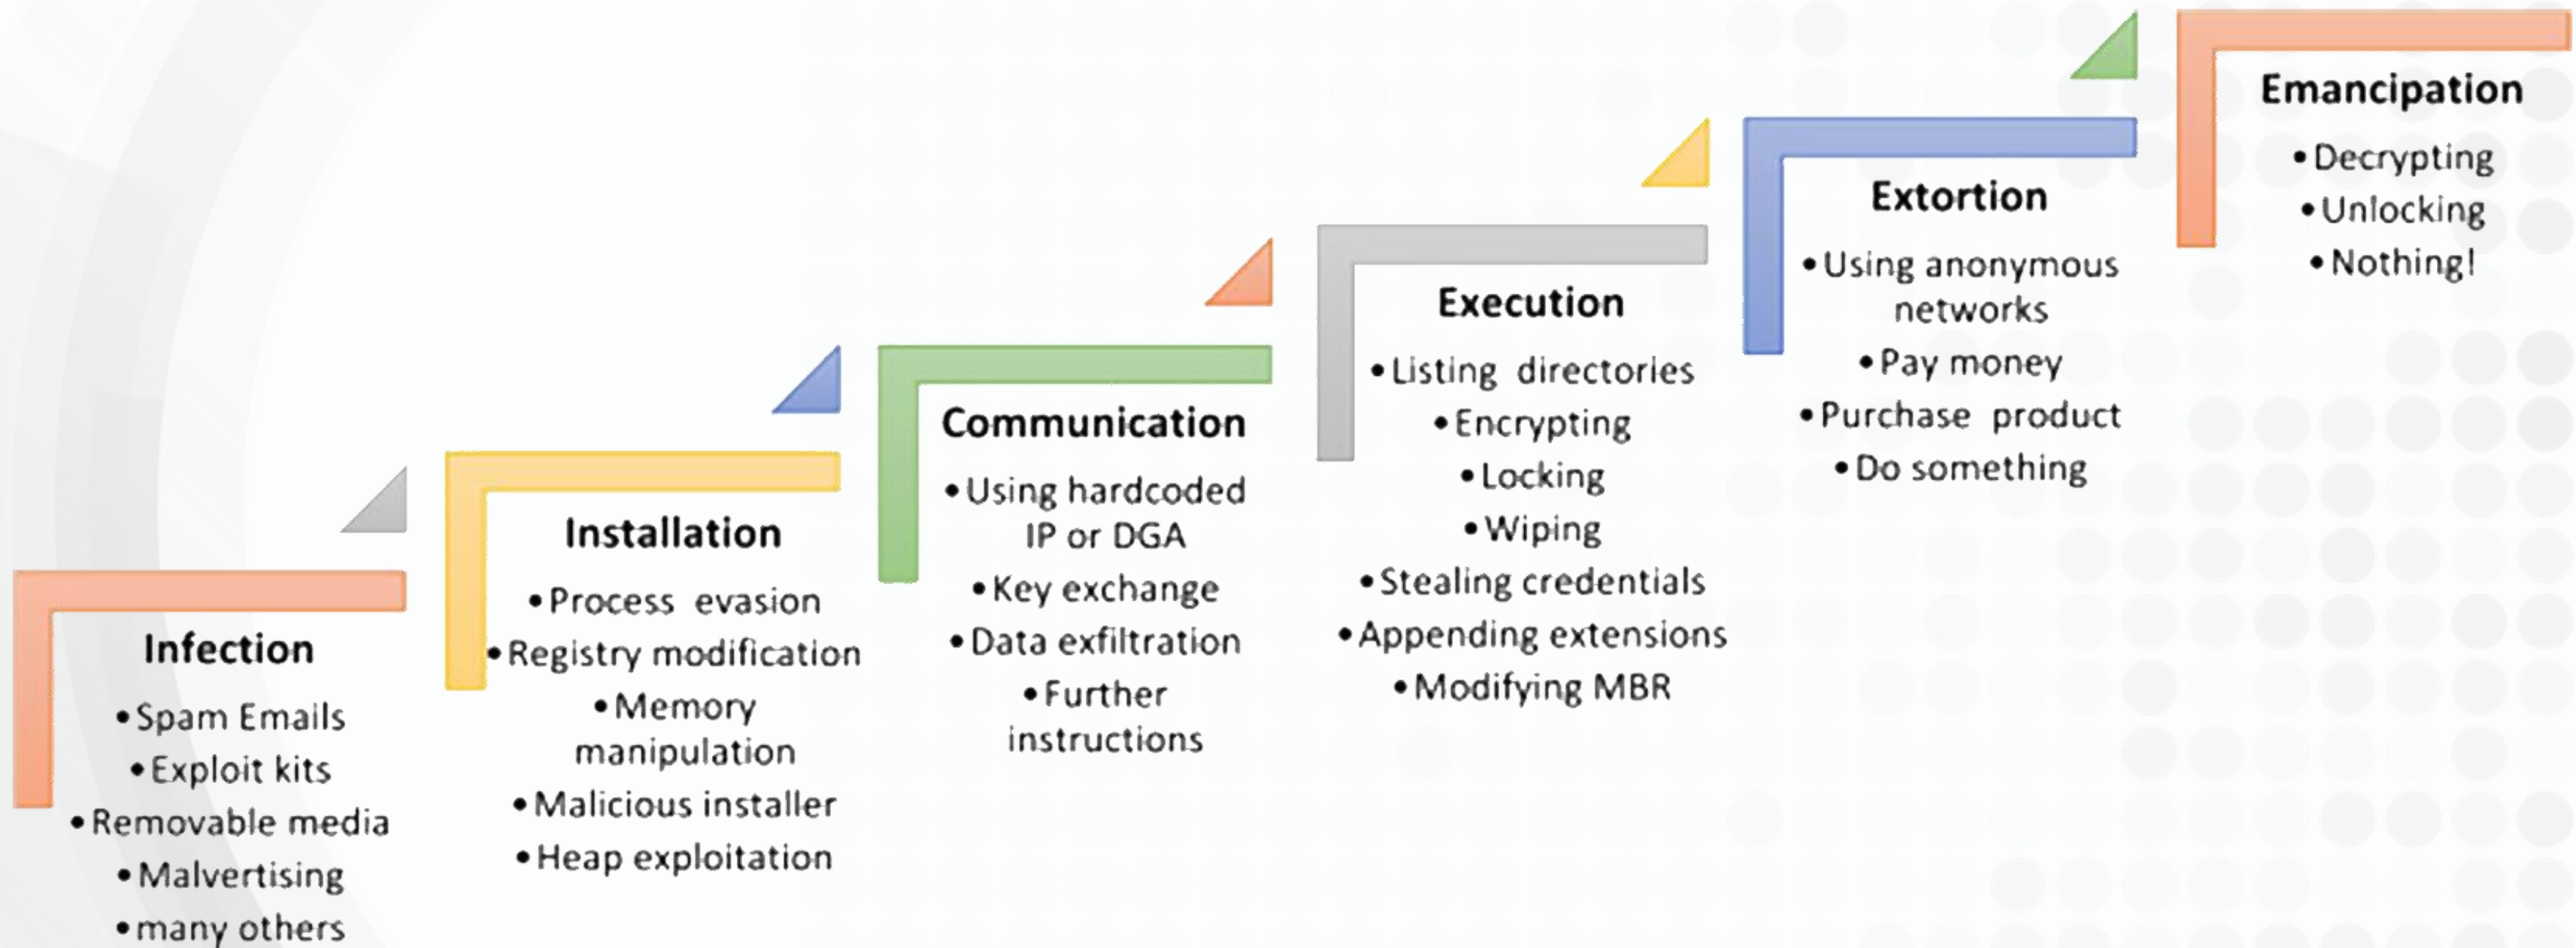 Infection
•Spam Emails
•Exploit kits
•Removable media
•Malvertising
•many others
Installation
•Process evasion
•Registry modification
•Memory
manipulation
•Malicious installer
•Heap exploitation
Communication
•Using hardcoded
IP or DGA
•Key exchange
•Data exfiltration
•Further
instructions
Execution
•Listing directories
•Encrypting
•Locking
•Wiping
•Stealing credentials
•Appending extensions
•Modifying MBR
Extortion
•Using anonymous
networks
•Pay money
•Purchase product
•Do something
Emancipation
•Decrypting
•Unlocking
•Nothing!